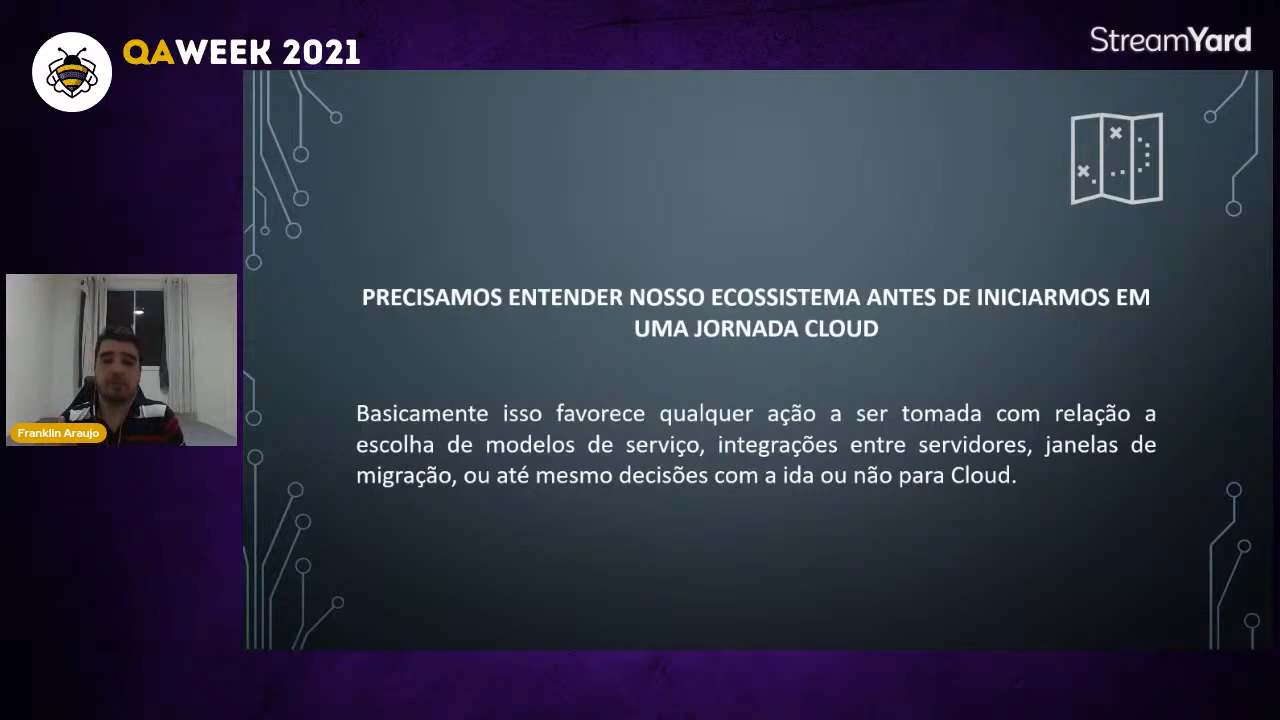 QAWEEK 2021
StreamYard
PRECISAMOS ENTENDER NOSSO ECOSSISTEMA ANTES DE INICIARMOS EM
UMA JORNADA CLOUD
Basicamente isso favorece qualquer ação a ser tomada com relação a
escolha de modelos de serviço, integrações entre servidores, janelas de
migração, ou até mesmo decisões com a ida ou não para Cloud.
Franklin Araujo